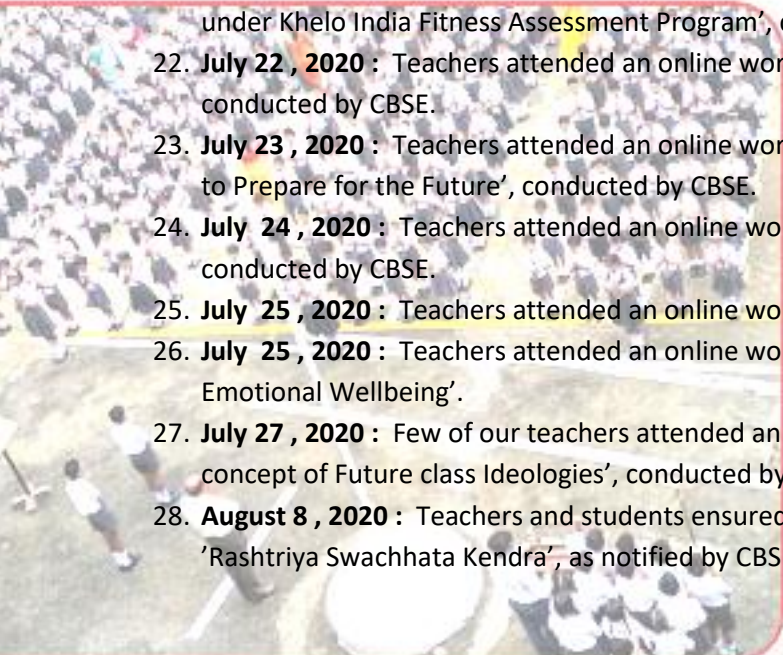 under Khelo India Fitness Assessment Program’,
22. July 22 , 2020 : Teachers attended an online wor
conducted by CBSE.
23. July 23 , 2020 : Teachers attended an online wor
to Prepare for the Future’, conducted by CBSE.
24. July 24 , 2020 : Teachers attended an online wo
conducted by CBSE.
25. July 25 , 2020 : Teachers attended an online wo
26. July 25 , 2020 : Teachers attended an online wo
Emotional Wellbeing’.
27. July 27 , 2020 : Few of our teachers attended an
concept of Future class Ideologies’, conducted by
28. August 8 , 2020 : Teachers and students ensured
’Rashtriya Swachhata Kendra’, as notified by CBS